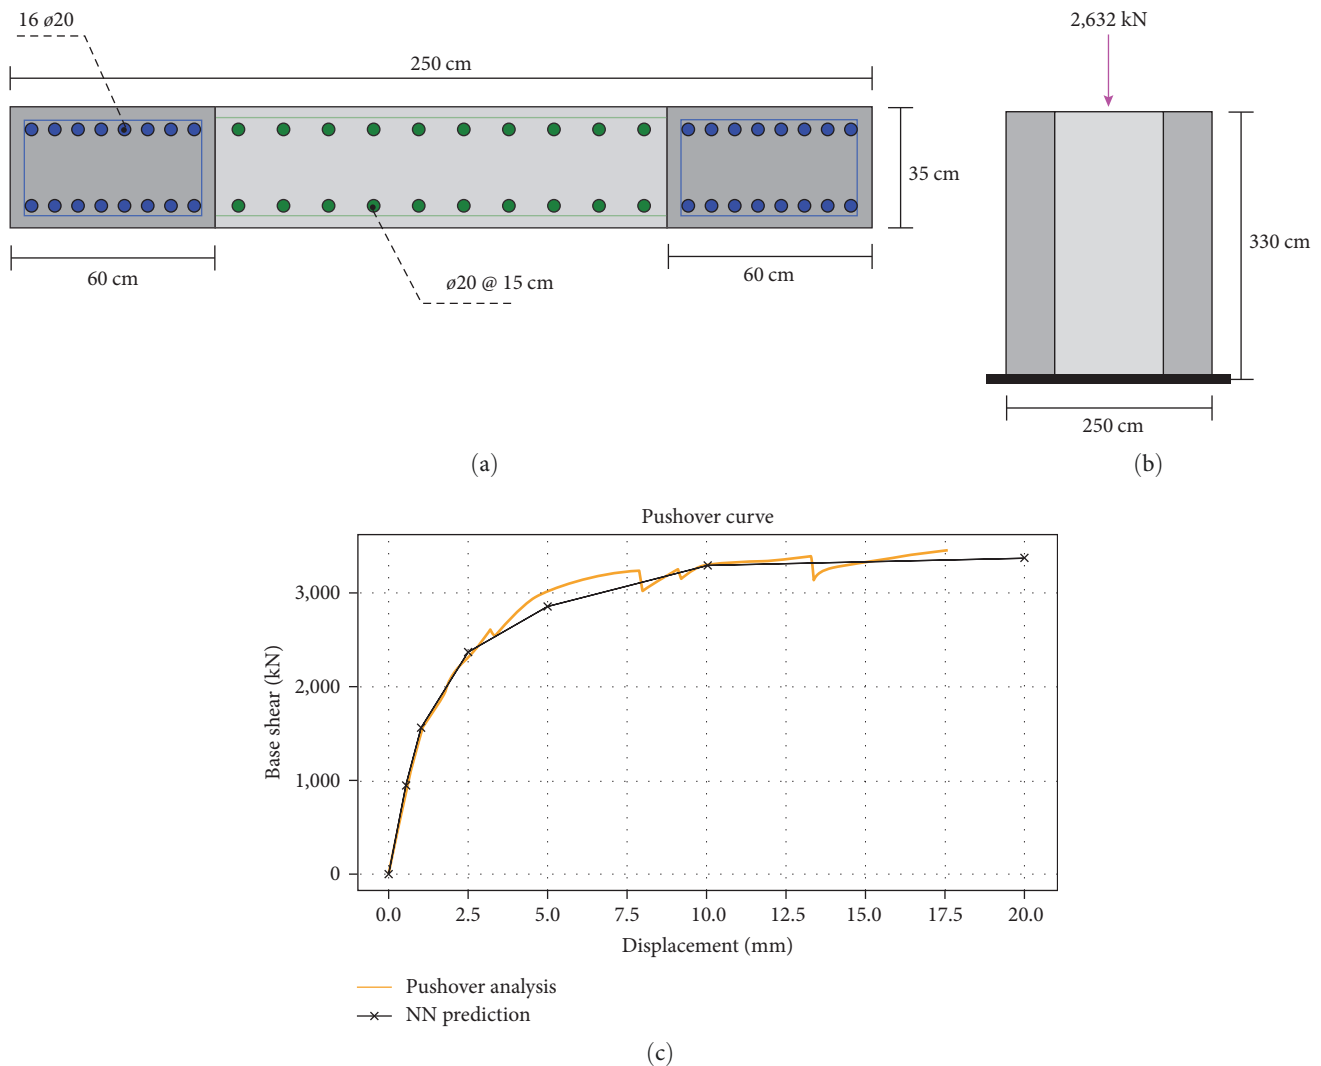 16 ø20
250 cm
35 cm
60 cm
60 cm
ø20 @ 15 cm
(a)
2,632 kN
330 cm
250 cm
(b)
Pushover curve
3,000
2,000
1,000
0
Base shear (kN)
0.0 2.5 5.0 7.5 10.0 12.5 15.0 17.5 20.0
Displacement (mm)
Pushover analysis
NN prediction
(c)